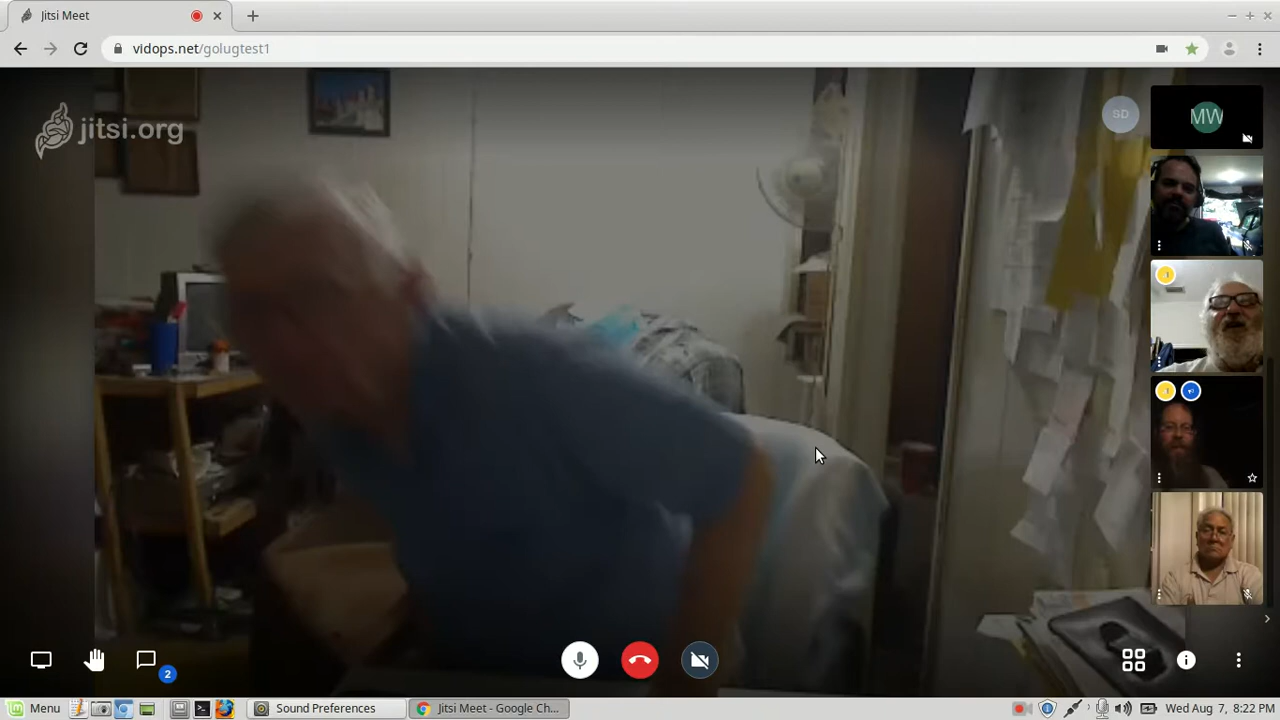 Jitsi Meet
vidops.net/golugtest1
jitsi.org
SD
MW
2
Menu
Sound Preferences
Jitsi Meet - Google Ch...
Wed Aug 7, 8:22 PM